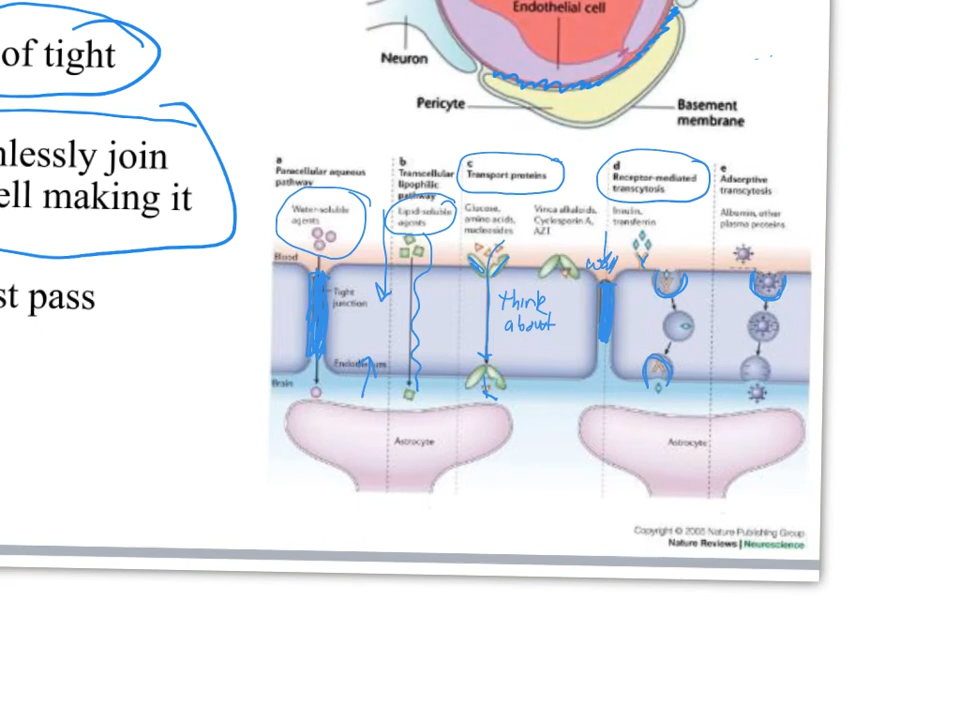 Endothelial cell
of tight
Neuron
Pericyte
Basement
membrane
nlessly join
ell making it
st pass
a
Paracellular aqueous
pathway
b
Transcellular
lipophilic
pathway
c
Transport proteins
d
Receptor-mediated
transcytosis
e
Adsorptive
transcytosis
Water-soluble
agents
Lipid-soluble
agents
Glucose,
amino acids,
nucleosides
Vinca alkaloids,
Cyclosporin A,
AZT
Insulin,
transferrin
Albumin, other
plasma proteins
Blood
wall
Tight
junction
think
about
Endothelium
Brain
Astrocyte
Astrocyte
Copyright © 2005 Nature Publishing Group
Nature Reviews | Neuroscience